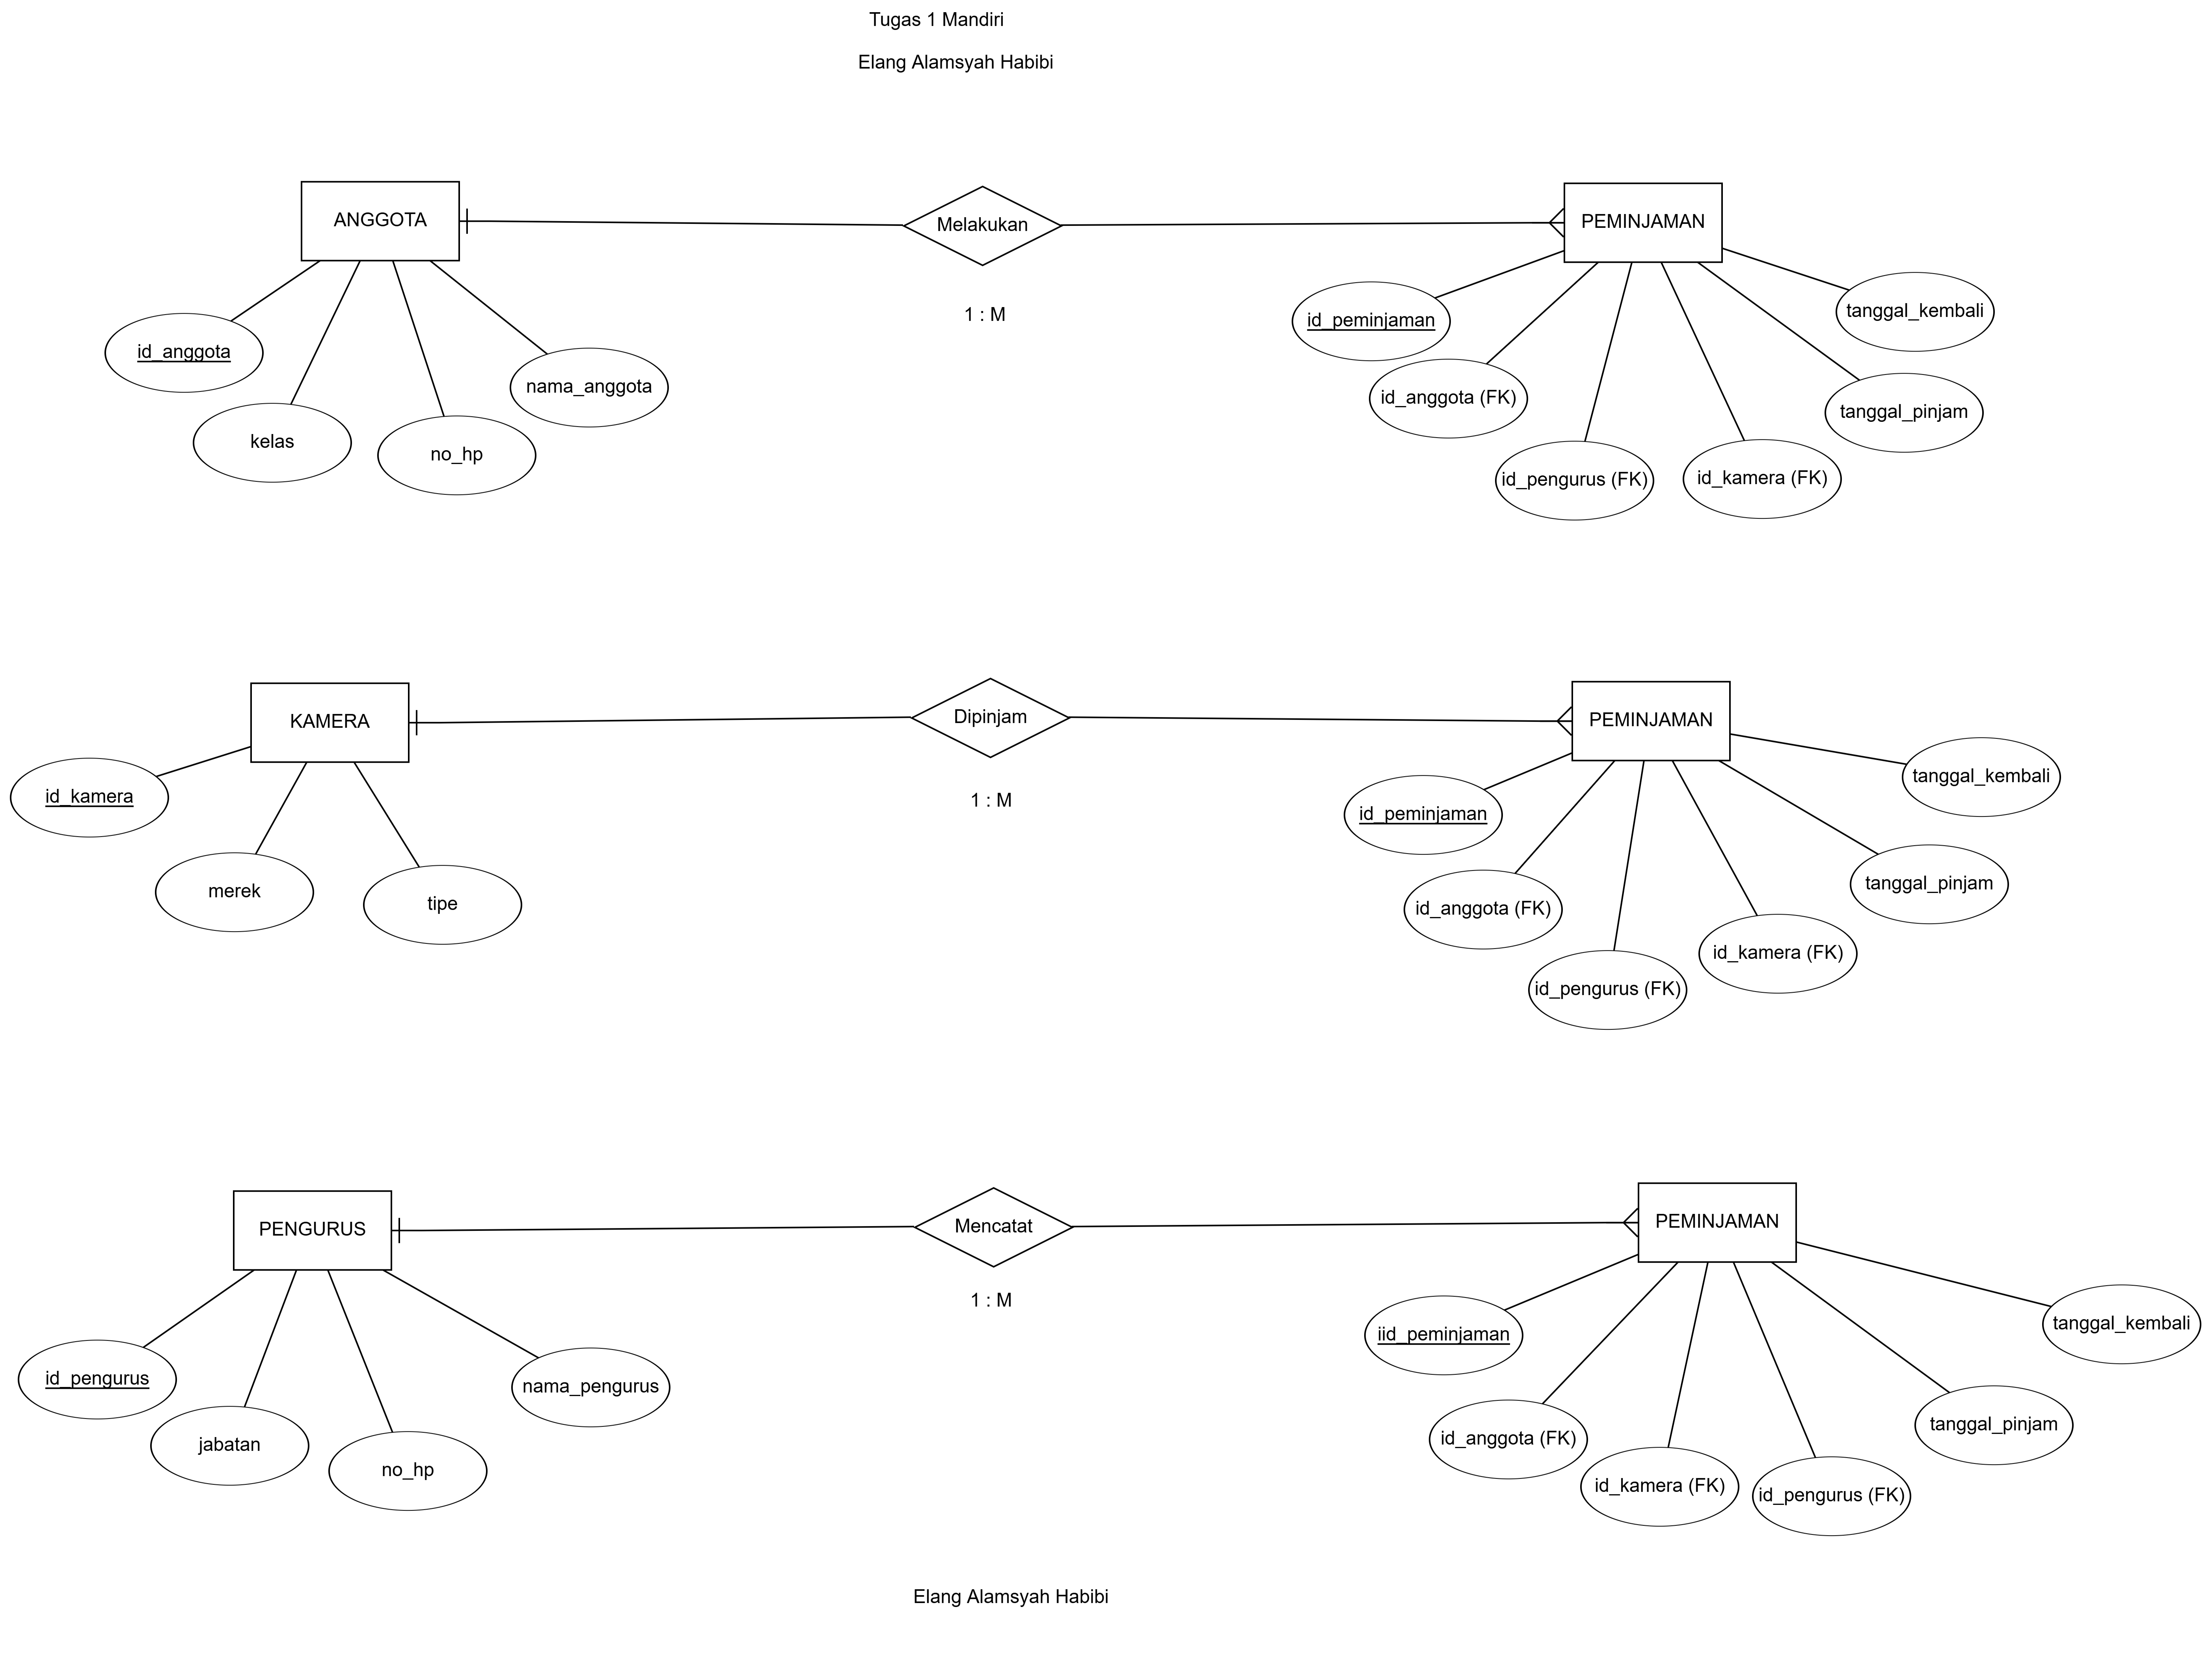 Tugas 1 Mandiri
Elang Alamsyah Habibi
ANGGOTA
Melakukan
PEMINJAMAN
1 : M
id_anggota
kelas
no_hp
nama_anggota
id_peminjaman
id_anggota (FK)
id_pengurus (FK)
id_kamera (FK)
tanggal_pinjam
tanggal_kembali
KAMERA
Dipinjam
PEMINJAMAN
1 : M
id_kamera
merek
tipe
id_peminjaman
id_anggota (FK)
id_pengurus (FK)
id_kamera (FK)
tanggal_pinjam
tanggal_kembali
PENGURUS
Mencatat
PEMINJAMAN
1 : M
id_pengurus
jabatan
no_hp
nama_pengurus
iid_peminjaman
id_anggota (FK)
id_kamera (FK)
id_pengurus (FK)
tanggal_pinjam
tanggal_kembali
Elang Alamsyah Habibi